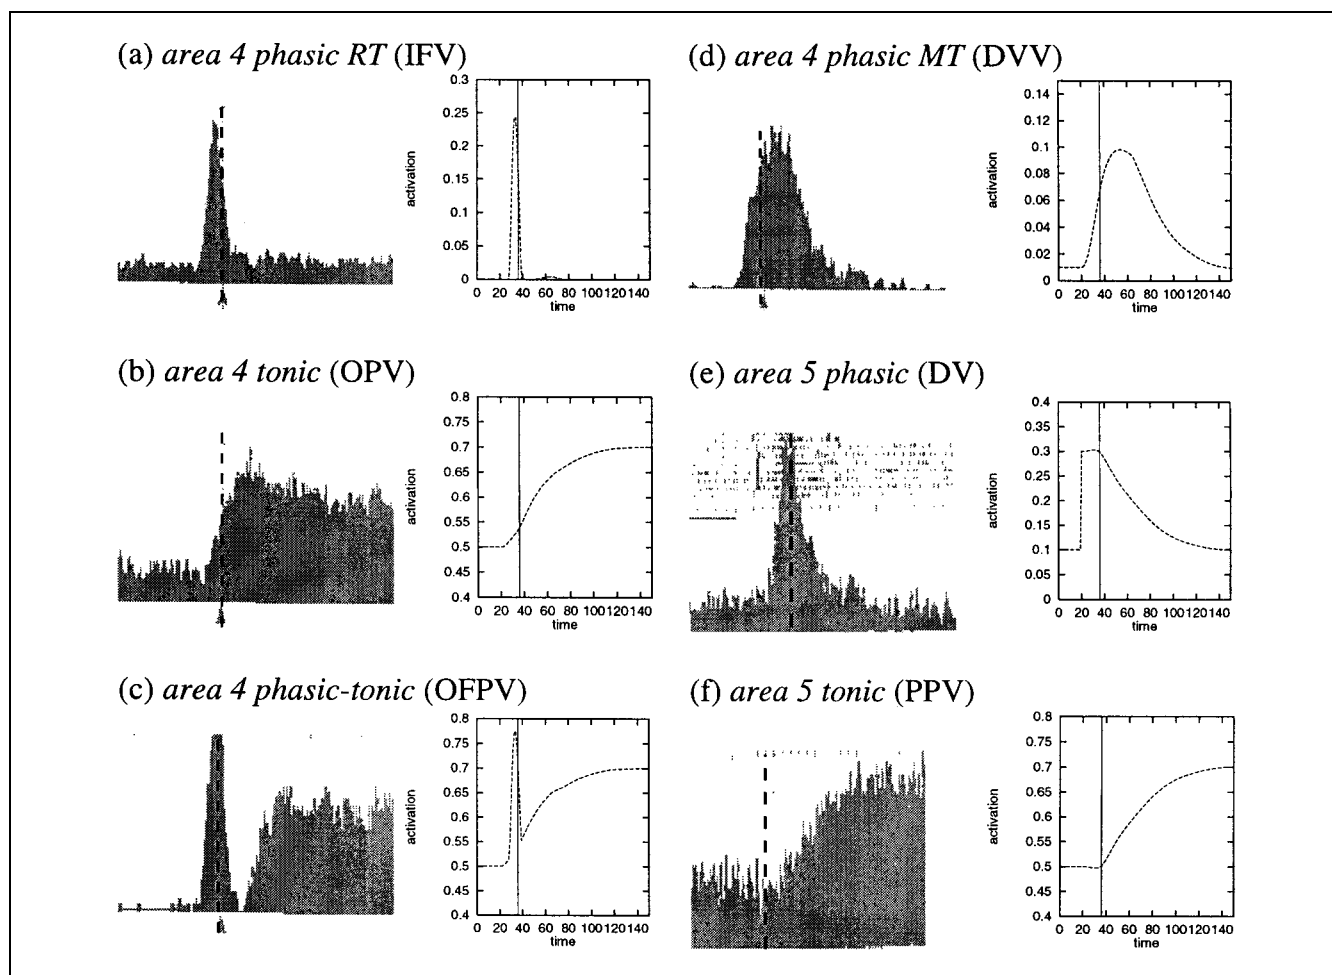 (a) area 4 phasic RT (IFV)
0.3
0.25
0.2
0.15
0.1
0.05
0
activation
0 20 40 60 80 100120140
time
(b) area 4 tonic (OPV)
0.8
0.75
0.7
0.65
0.6
0.55
0.5
0.45
0.4
activation
0 20 40 60 80 100120140
time
(c) area 4 phasic-tonic (OFPV)
0.8
0.75
0.7
0.65
0.6
0.55
0.5
0.45
0.4
activation
0 20 40 60 80 100120140
time
(d) area 4 phasic MT (DVV)
0.14
0.12
0.1
0.08
0.06
0.04
0.02
0
activation
0 20 40 60 80 100120140
time
(e) area 5 phasic (DV)
0.4
0.35
0.3
0.25
0.2
0.15
0.1
0.05
0
activation
0 20 40 60 80 100120140
time
(f) area 5 tonic (PPV)
0.8
0.75
0.7
0.65
0.6
0.55
0.5
0.45
0.4
activation
0 20 40 60 80 100120140
time